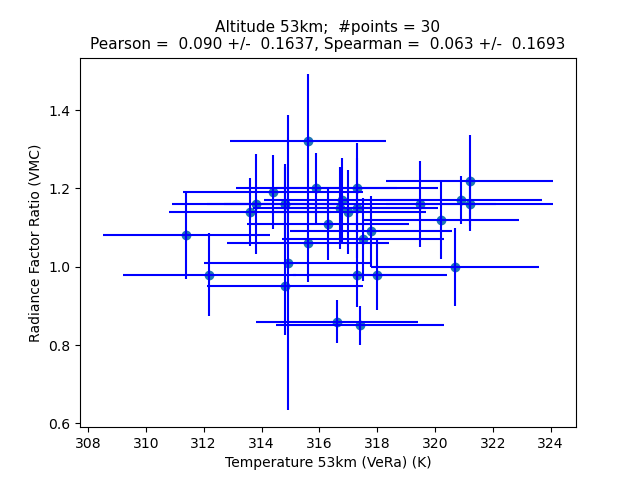 Altitude 53km;  #points = 30
Pearson =  0.090 +/-  0.1637, Spearman =  0.063 +/-  0.1693
Radiance Factor Ratio (VMC)
1.4
1.2
1.0
0.8
0.6
308 310 312 314 316 318 320 322 324
Temperature 53km (VeRa) (K)